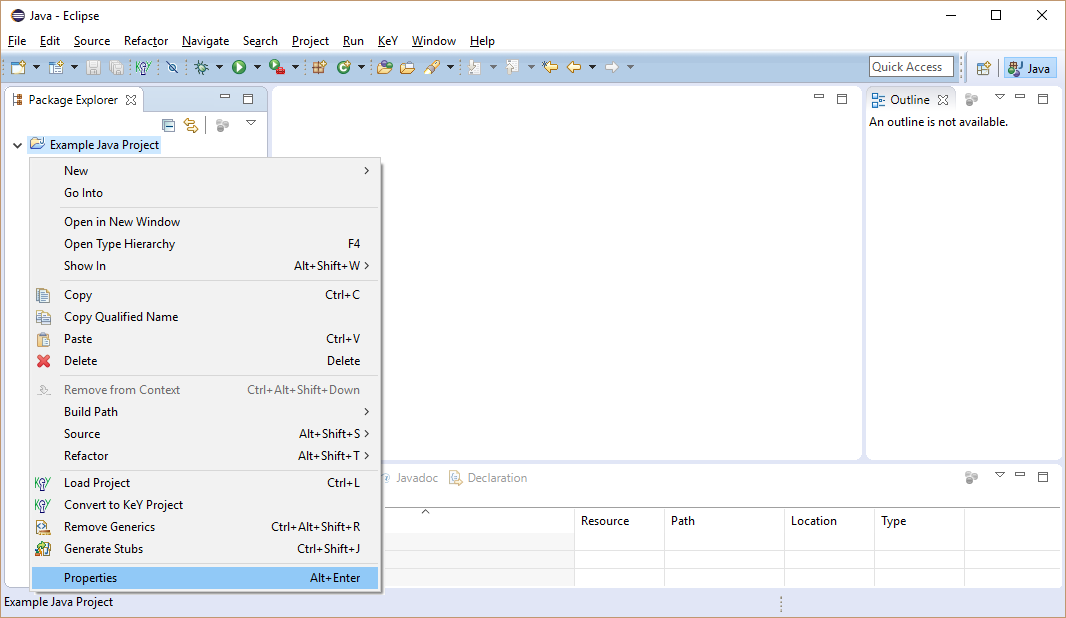 Java - Eclipse
File Edit Source Refactor Navigate Search Project Run KeY Window Help
Quick Access Java
Package Explorer
Outline
An outline is not available.
Example Java Project
New
Go Into
Open in New Window
Open Type Hierarchy F4
Show In Alt+Shift+W
Copy Ctrl+C
Copy Qualified Name
Paste Ctrl+V
Delete Delete
Remove from Context Ctrl+Alt+Shift+Down
Build Path
Source Alt+Shift+S
Refactor Alt+Shift+T
Load Project Ctrl+L
Convert to KeY Project
Remove Generics Ctrl+Alt+Shift+R
Generate Stubs Ctrl+Shift+J
Properties Alt+Enter
Javadoc Declaration
Resource Path Location Type
Example Java Project